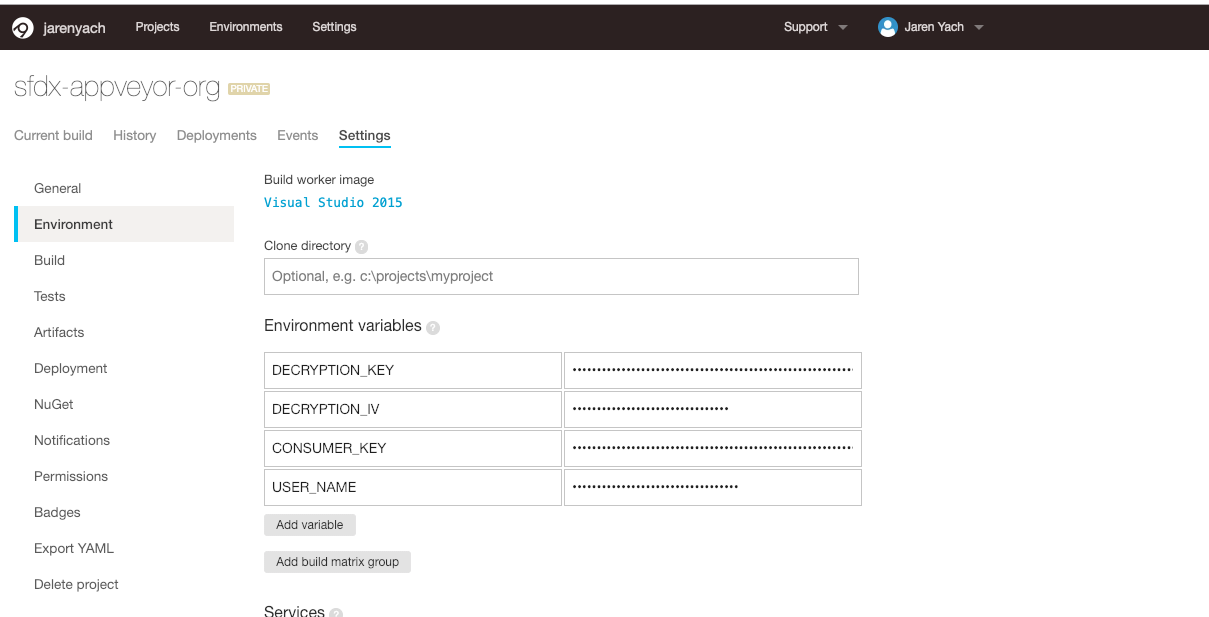 jarenyach Projects Environments Settings Support Jaren Yach
sfdx-appveyor-org PRIVATE
Current build History Deployments Events Settings
General
Environment
Build
Tests
Artifacts
Deployment
NuGet
Notifications
Permissions
Badges
Export YAML
Delete project
Build worker image
Visual Studio 2015
Clone directory ?
Optional, e.g. c:\projects\myproject
Environment variables ?
DECRYPTION_KEY
DECRYPTION_IV
CONSUMER_KEY
USER_NAME
Add variable
Add build matrix group
Services ?